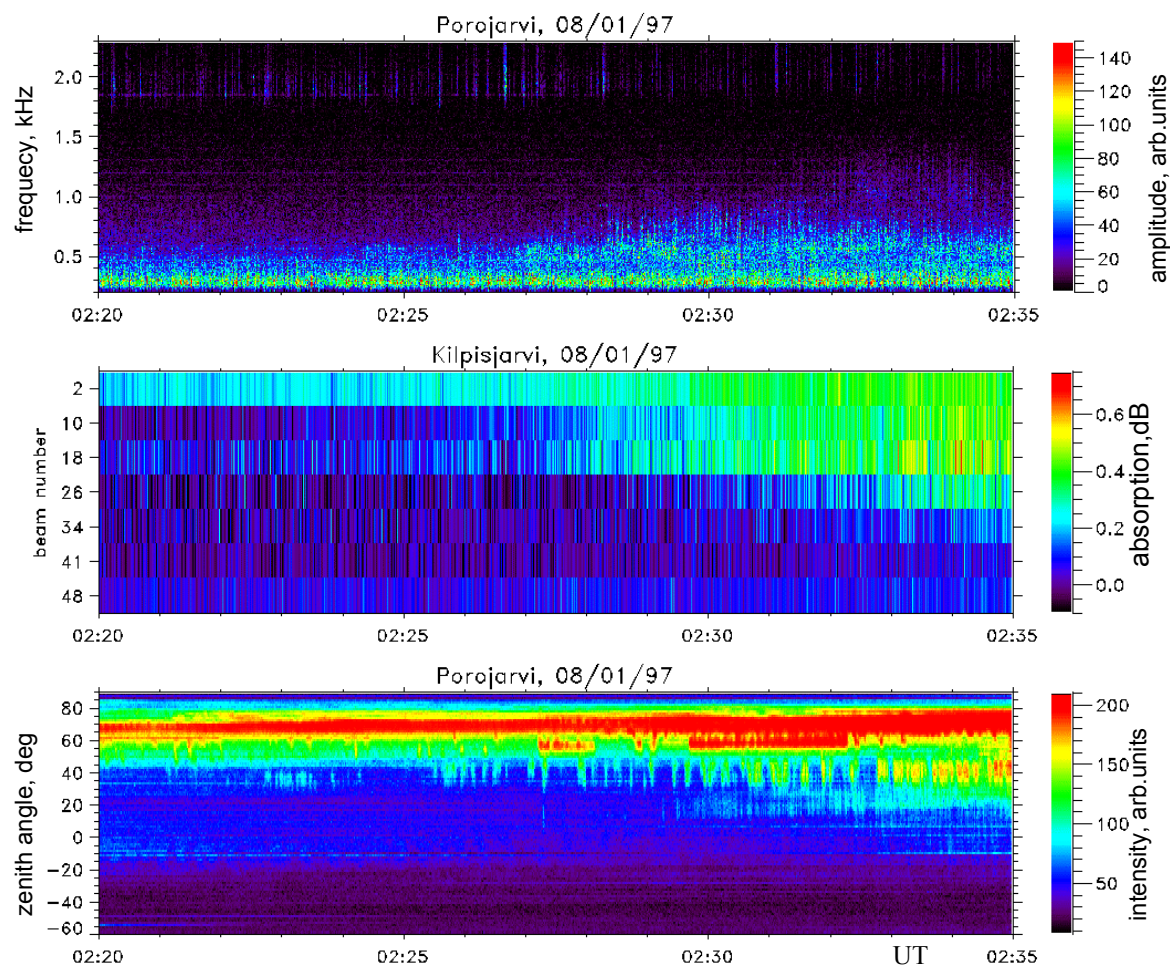 Porojarvi, 08/01/97
frequecy, kHz
2.0
1.5
1.0
0.5
02:20 02:25 02:30 02:35
140
120
100
80
60
40
20
0
amplitude, arb.units
Kilpisjarvi, 08/01/97
beam number
2
10
18
26
34
41
48
02:20 02:25 02:30 02:35
0.6
0.4
0.2
0.0
absorption,dB
Porojarvi, 08/01/97
zenith angle, deg
80
60
40
20
0
-20
-40
-60
02:20 02:25 02:30 UT 02:35
200
150
100
50
intensity, arb.units